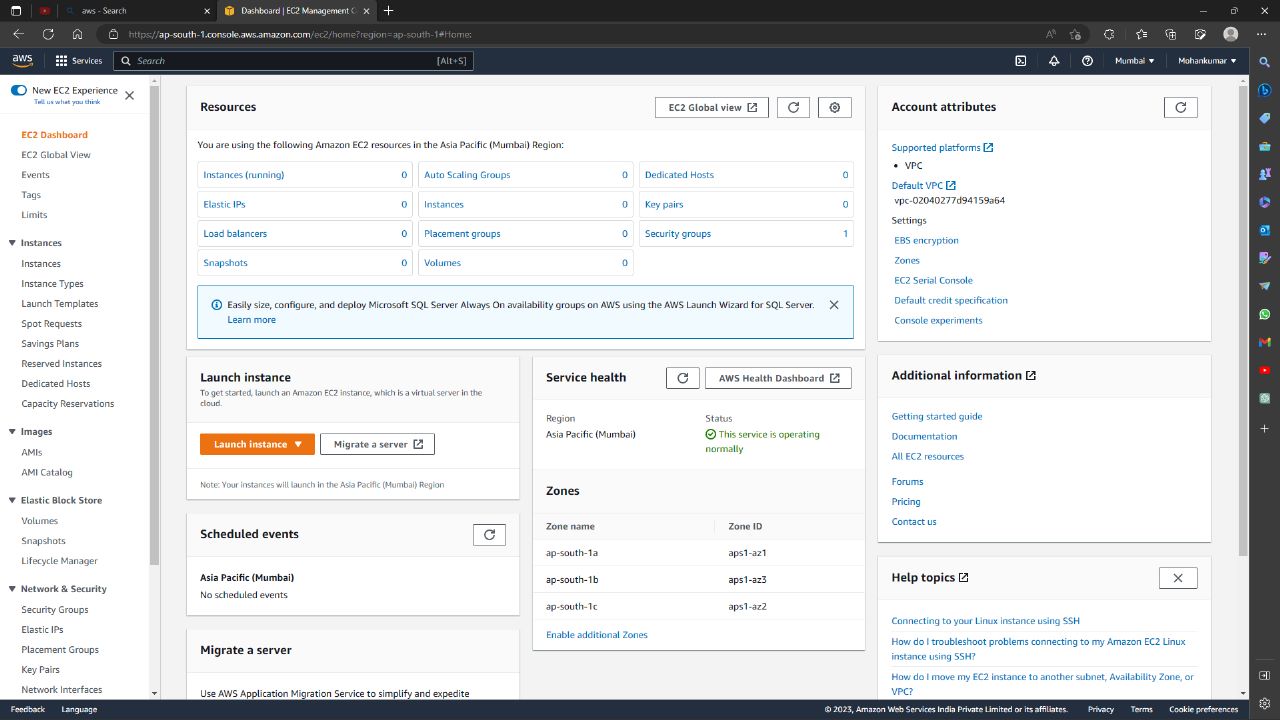 aws - Search
Dashboard | EC2 Management C
https://ap-south-1.console.aws.amazon.com/ec2/home?region=ap-south-1#Home:
aws
Services
Search
[Alt+S]
Mumbai
Mohankumar
New EC2 Experience
Tell us what you think
EC2 Dashboard
EC2 Global View
Events
Tags
Limits
Instances
Instances
Instance Types
Launch Templates
Spot Requests
Savings Plans
Reserved Instances
Dedicated Hosts
Capacity Reservations
Images
AMIs
AMI Catalog
Elastic Block Store
Volumes
Snapshots
Lifecycle Manager
Network & Security
Security Groups
Elastic IPs
Placement Groups
Key Pairs
Network Interfaces
Resources
EC2 Global view
You are using the following Amazon EC2 resources in the Asia Pacific (Mumbai) Region:
Instances (running) 0
Auto Scaling Groups 0
Dedicated Hosts 0
Elastic IPs 0
Instances 0
Key pairs 0
Load balancers 0
Placement groups 0
Security groups 1
Snapshots 0
Volumes 0
Easily size, configure, and deploy Microsoft SQL Server Always On availability groups on AWS using the AWS Launch Wizard for SQL Server.
Learn more
Launch instance
To get started, launch an Amazon EC2 instance, which is a virtual server in the
cloud.
Launch instance
Migrate a server
Note: Your instances will launch in the Asia Pacific (Mumbai) Region
Scheduled events
Asia Pacific (Mumbai)
No scheduled events
Migrate a server
Use AWS Application Migration Service to simplify and expedite
Service health
AWS Health Dashboard
Region
Asia Pacific (Mumbai)
Status
This service is operating
normally
Zones
Zone name
Zone ID
ap-south-1a
aps1-az1
ap-south-1b
aps1-az3
ap-south-1c
aps1-az2
Enable additional Zones
Account attributes
Supported platforms
• VPC
Default VPC
vpc-02040277d94159a64
Settings
EBS encryption
Zones
EC2 Serial Console
Default credit specification
Console experiments
Additional information
Getting started guide
Documentation
All EC2 resources
Forums
Pricing
Contact us
Help topics
Connecting to your Linux instance using SSH
How do I troubleshoot problems connecting to my Amazon EC2 Linux
instance using SSH?
How do I move my EC2 instance to another subnet, Availability Zone, or
VPC?
Feedback
Language
© 2023, Amazon Web Services India Private Limited or its affiliates.
Privacy
Terms
Cookie preferences